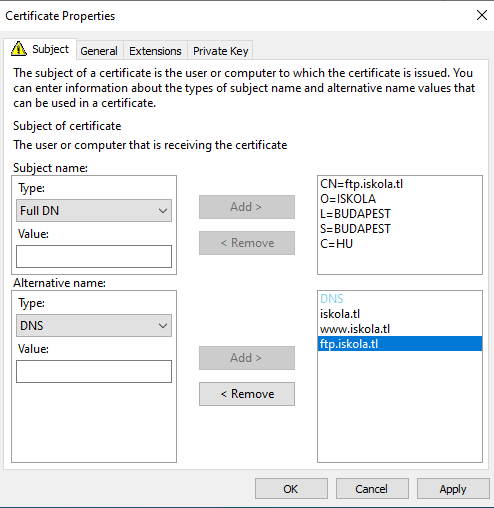 Certificate Properties
Subject General Extensions Private Key
The subject of a certificate is the user or computer to which the certificate is issued. You
can enter information about the types of subject name and alternative name values that
can be used in a certificate.
Subject of certificate
The user or computer that is receiving the certificate
Subject name:
Type:
Full DN
Value:
Add >
< Remove
CN=ftp.iskola.tl
O=ISKOLA
L=BUDAPEST
S=BUDAPEST
C=HU
Alternative name:
Type:
DNS
Value:
Add >
< Remove
DNS
iskola.tl
www.iskola.tl
ftp.iskola.tl
OK Cancel Apply